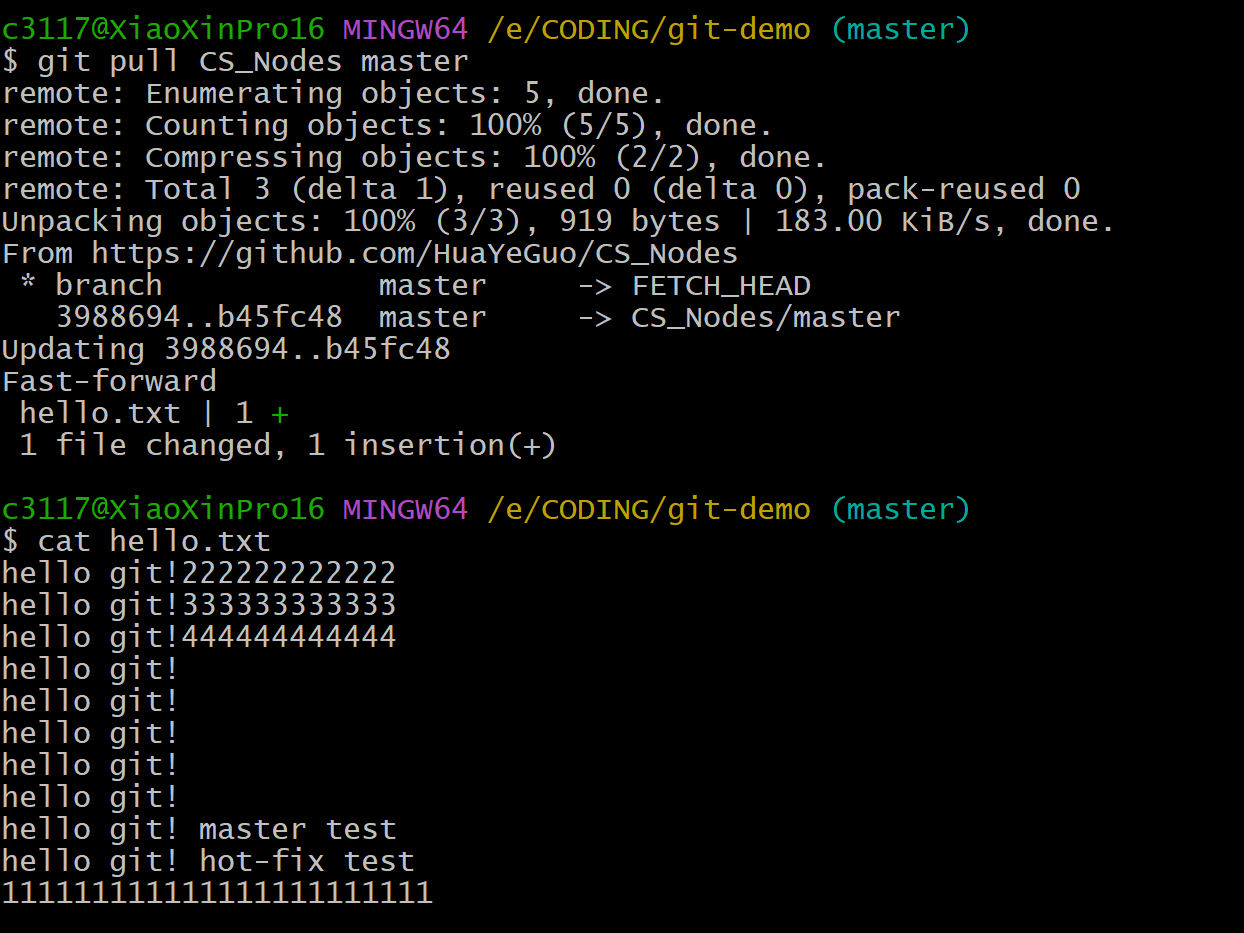 c3117@XiaoXinPro16 MINGW64 /e/CODING/git-demo (master)
$ git pull CS_Nodes master
remote: Enumerating objects: 5, done.
remote: Counting objects: 100% (5/5), done.
remote: Compressing objects: 100% (2/2), done.
remote: Total 3 (delta 1), reused 0 (delta 0), pack-reused 0
Unpacking objects: 100% (3/3), 919 bytes | 183.00 KiB/s, done.
From https://github.com/HuaYeGuo/CS_Nodes
 * branch            master     -> FETCH_HEAD
   3988694..b45fc48  master     -> CS_Nodes/master
Updating 3988694..b45fc48
Fast-forward
 hello.txt | 1 +
 1 file changed, 1 insertion(+)
c3117@XiaoXinPro16 MINGW64 /e/CODING/git-demo (master)
$ cat hello.txt
hello git!222222222222
hello git!333333333333
hello git!444444444444
hello git!
hello git!
hello git!
hello git!
hello git!
hello git! master test
hello git! hot-fix test
111111111111111111111111